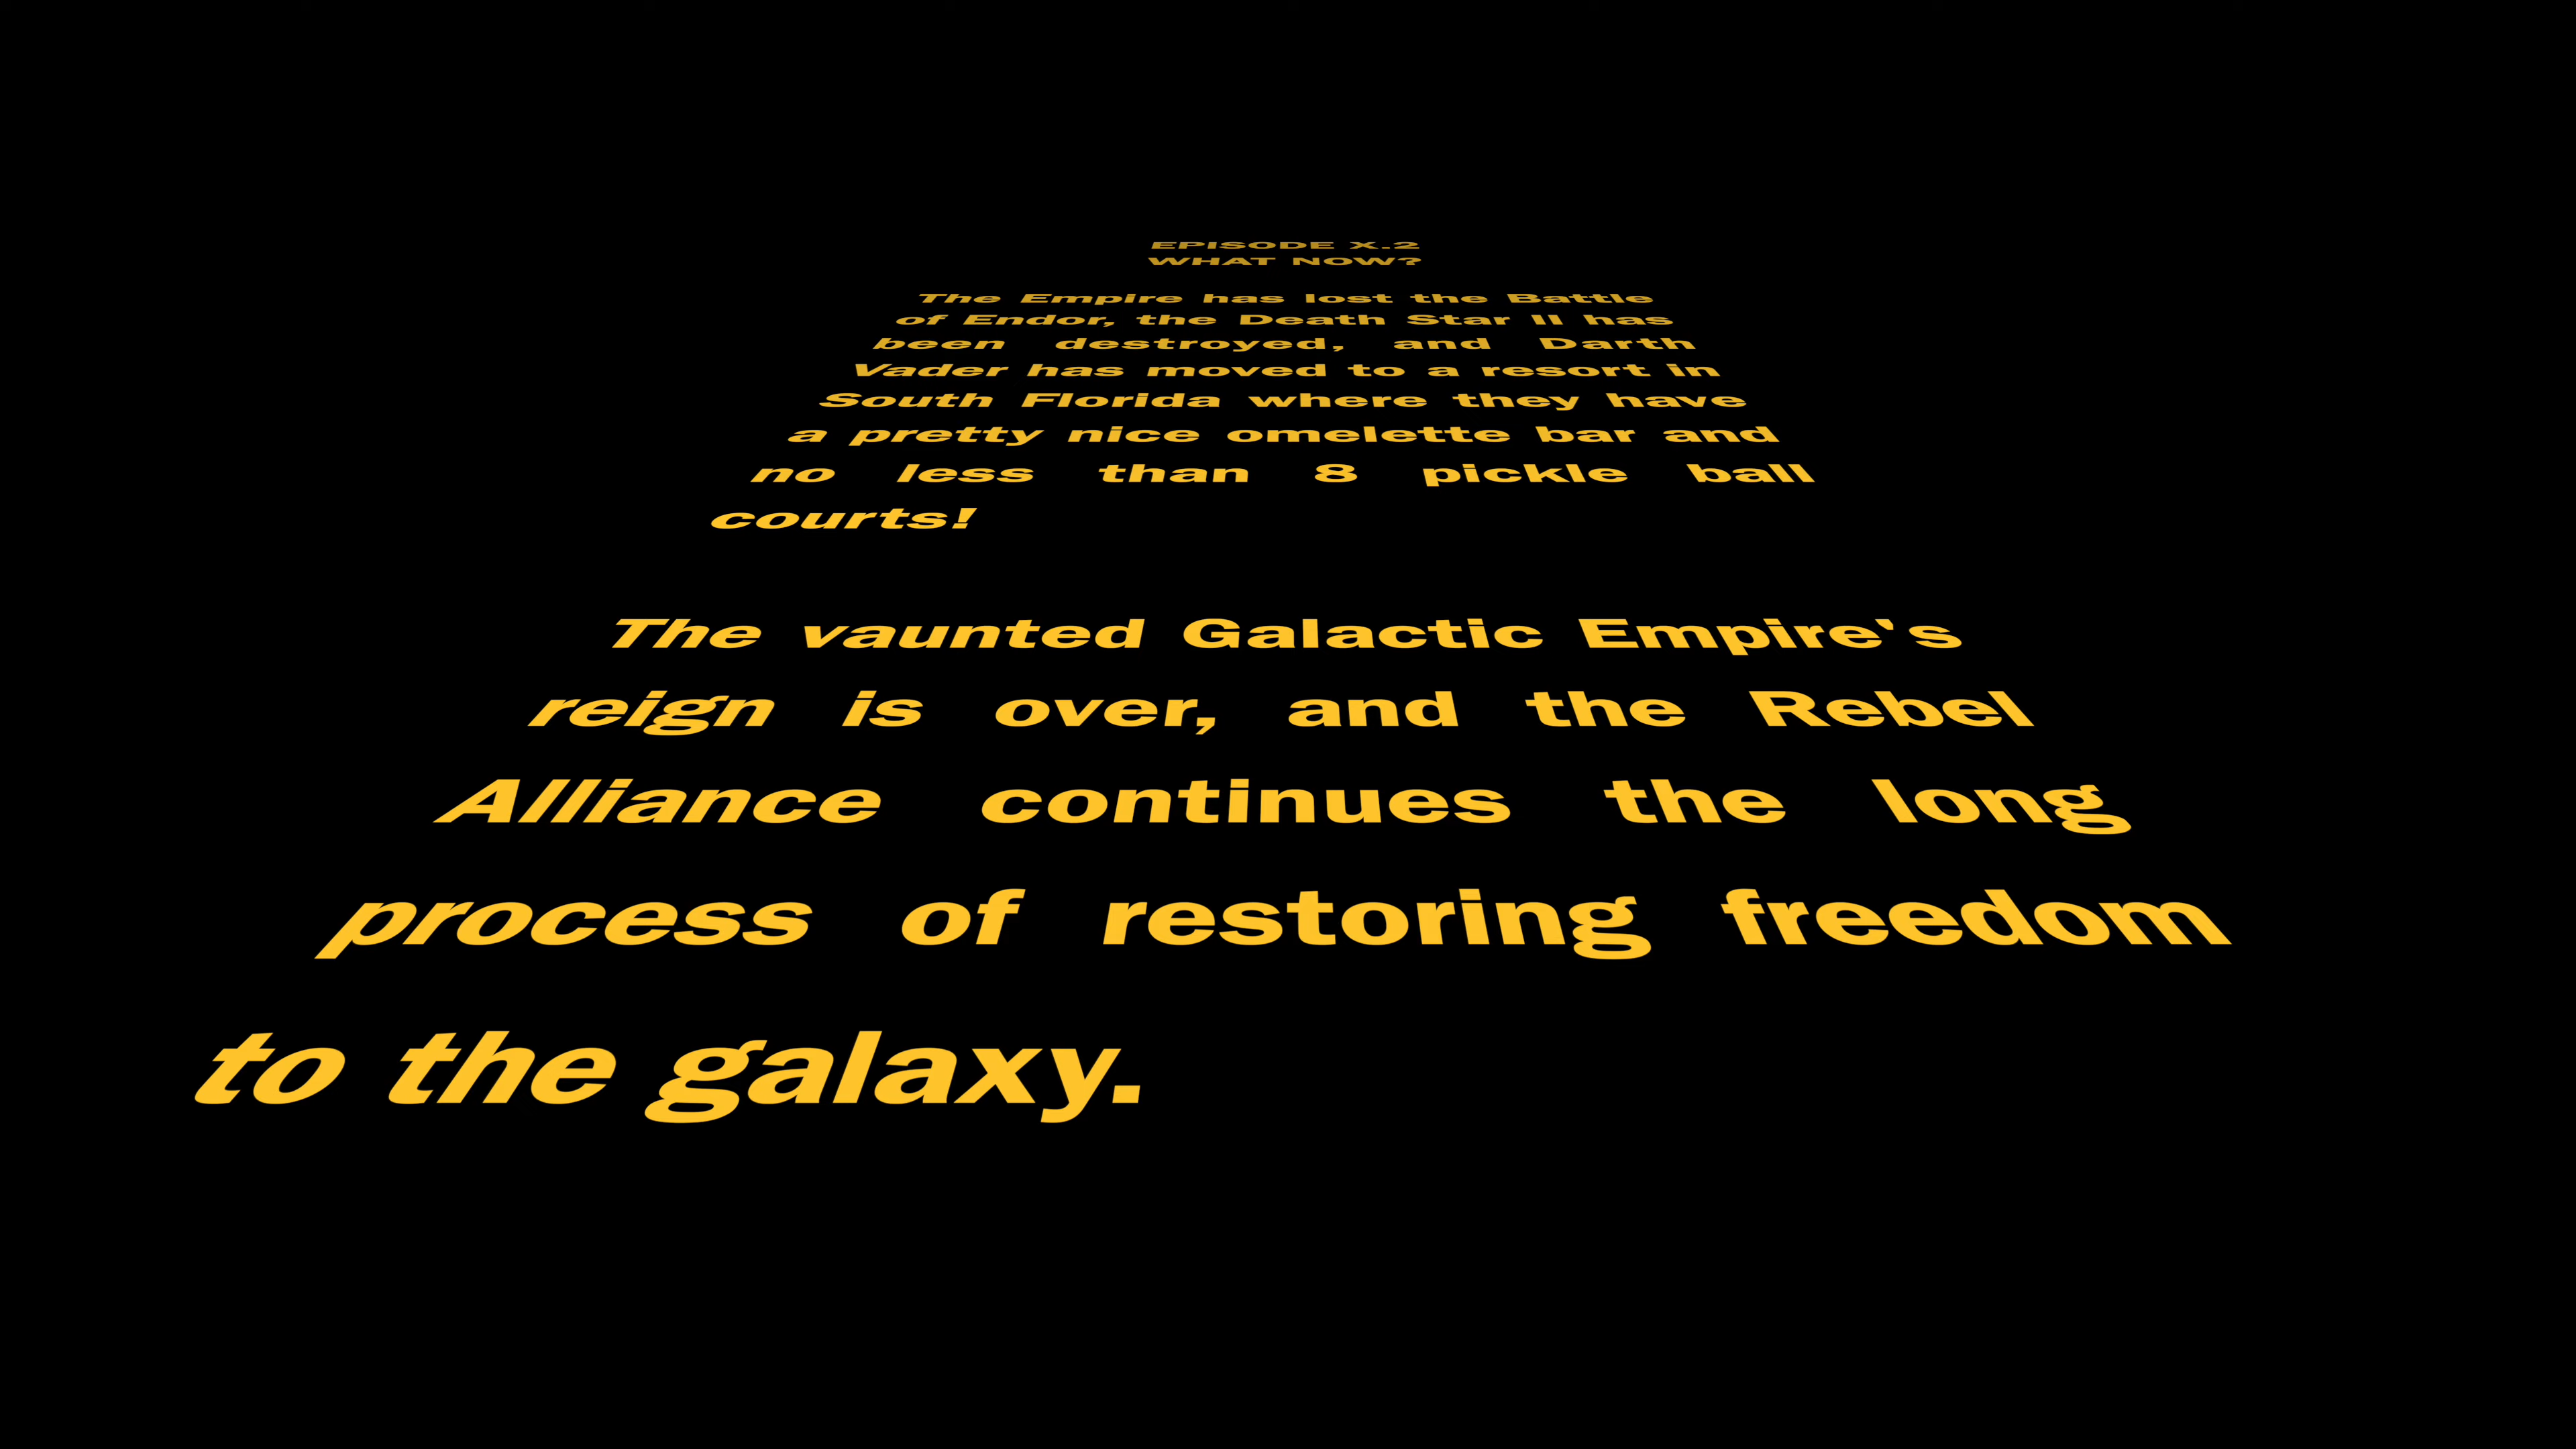 EPISODE X.2
WHAT NOW?
The Empire has lost the Battle
of Endor, the Death Star II has
been destroyed, and Darth
Vader has moved to a resort in
South Florida where they have
a pretty nice omelette bar and
no less than 8 pickle ball
courts!
The vaunted Galactic Empire's
reign is over, and the Rebel
Alliance continues the long
process of restoring freedom
to the galaxy.